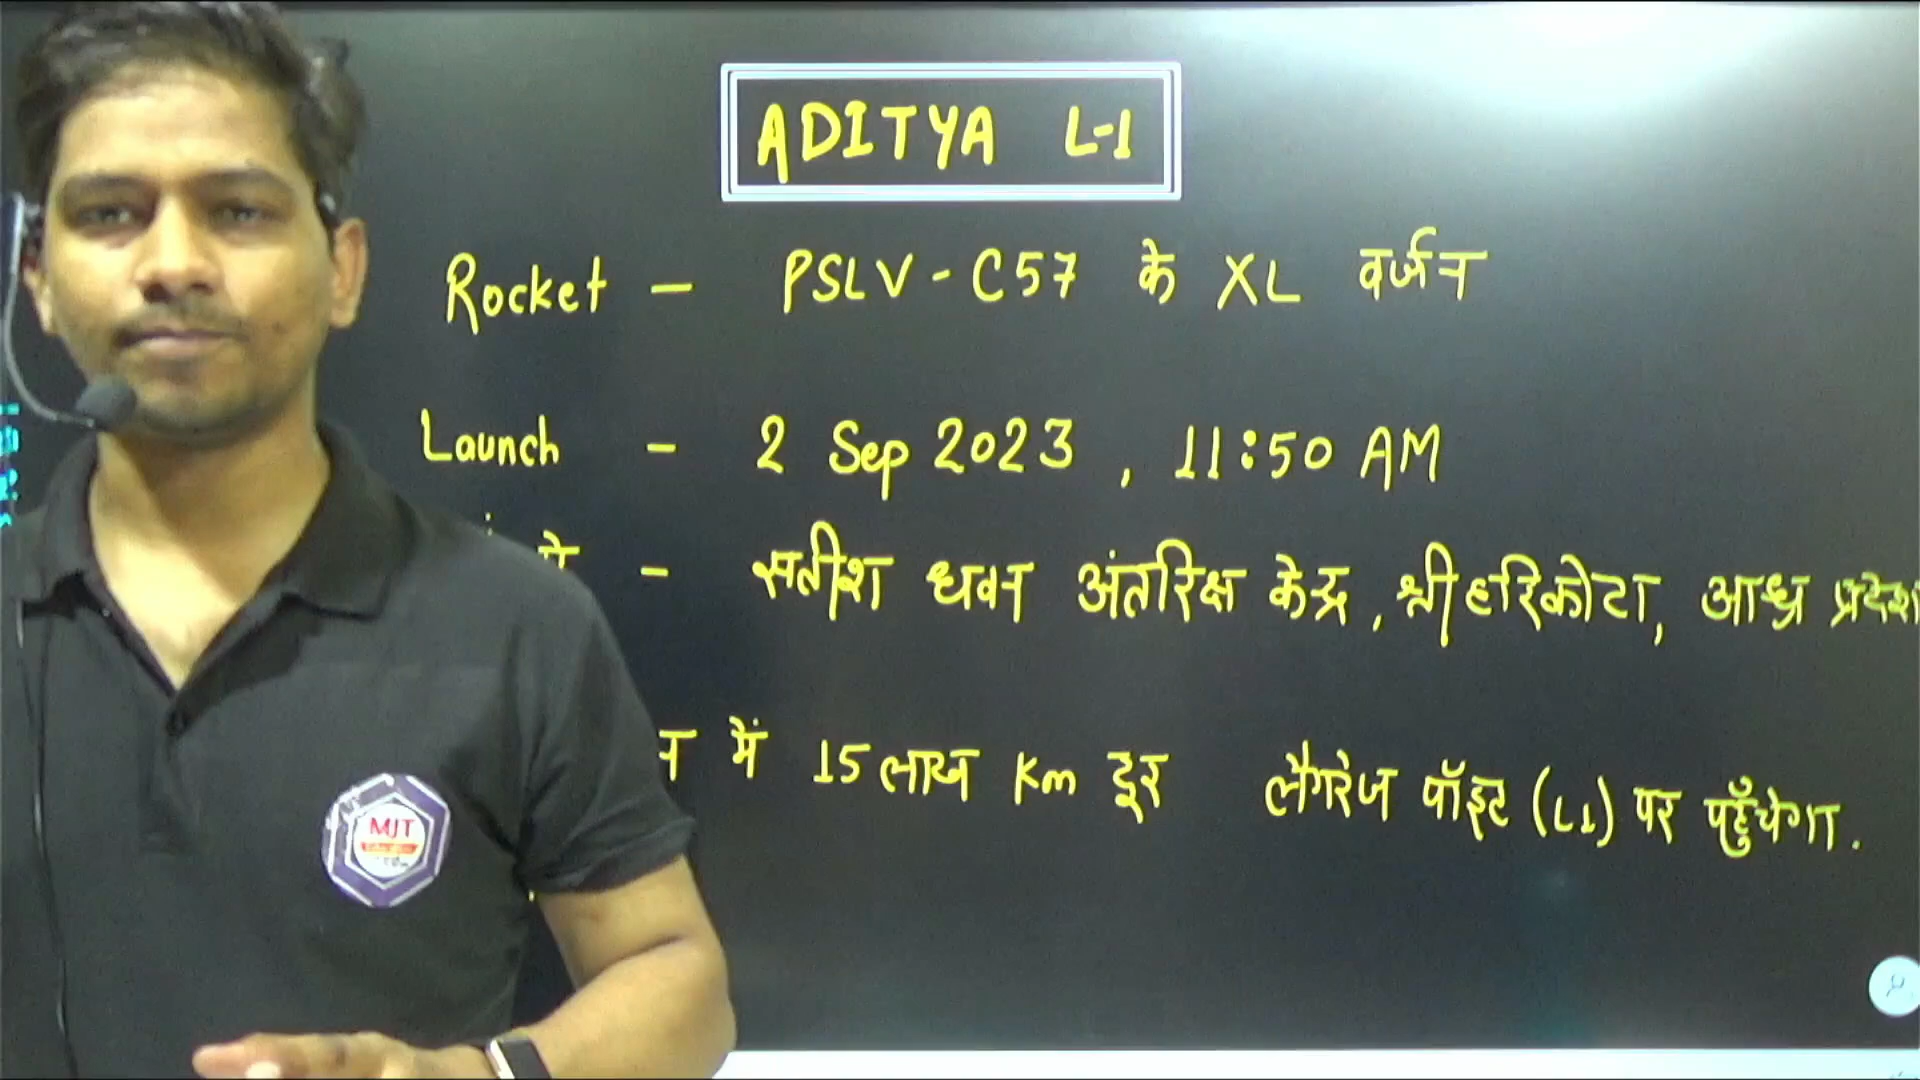 ADITYA L-1
Rocket - PSLV-C57 के XL वर्जन
Launch - 2 Sep 2023, 11:50 AM
- सतीश धवन अंतरिक्ष केन्द्र, श्रीहरिकोटा, आन्ध्र प्रदेश
में 15 लाख Km दूर लैगरेंज पॉइंट (L1) पर पहुँचेगा.
MJT